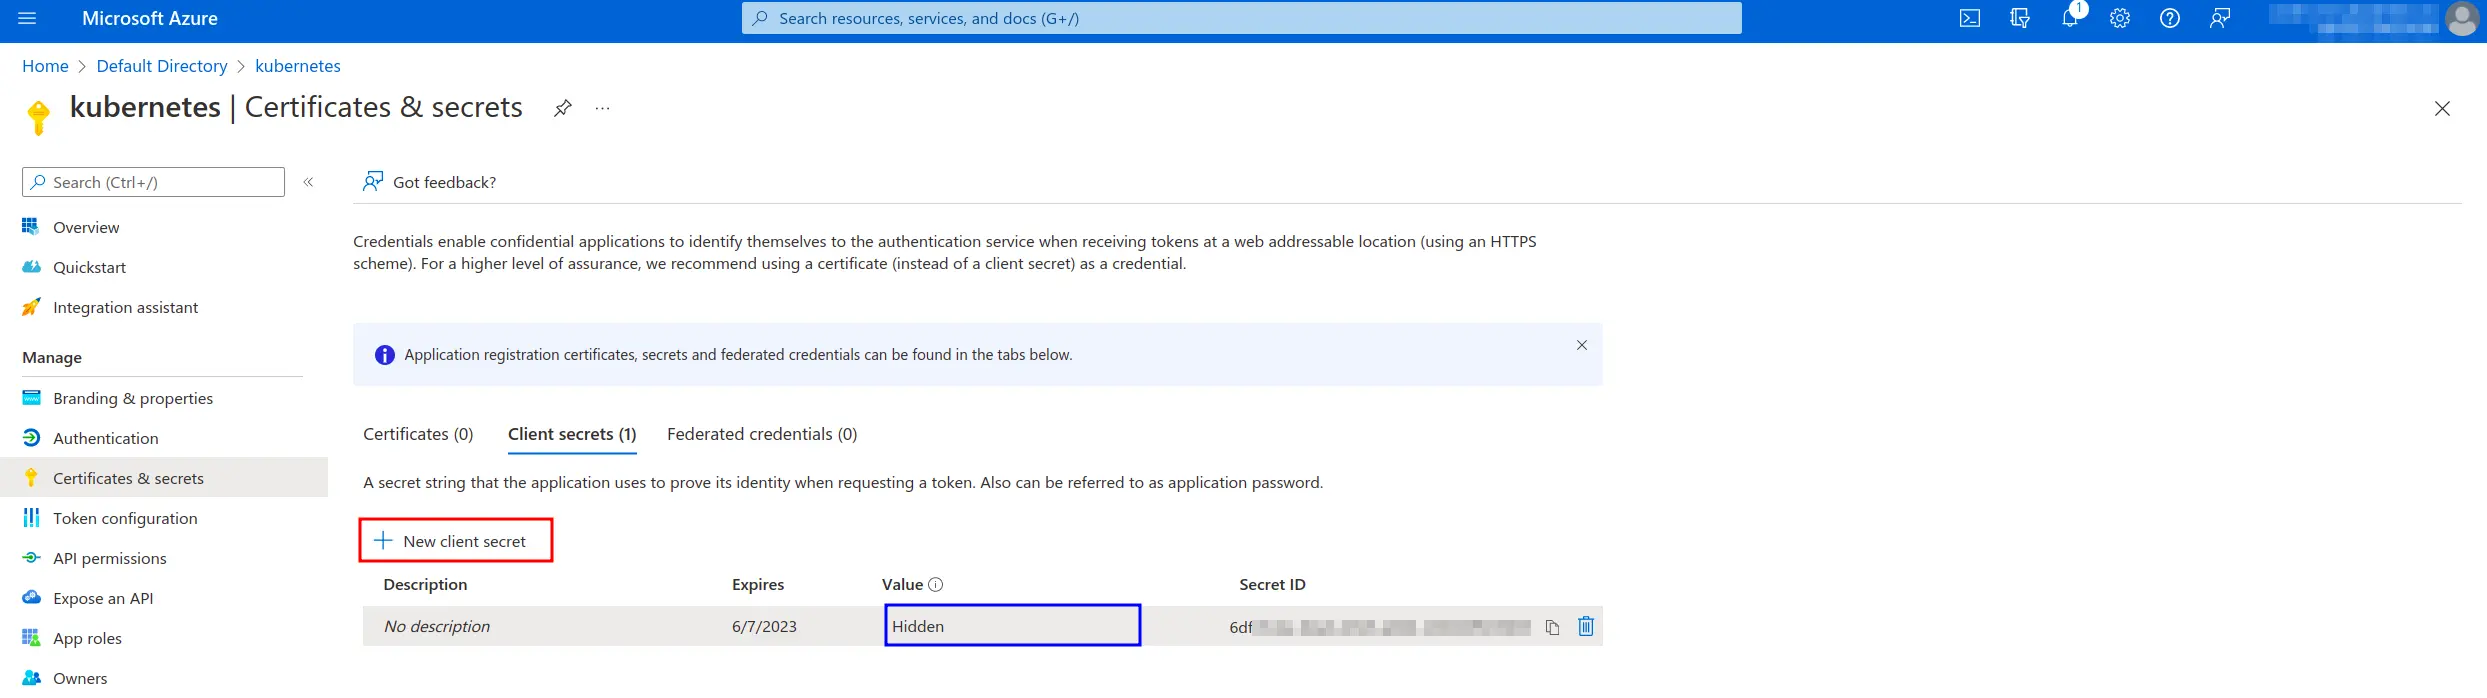 Microsoft Azure
Search resources, services, and docs (G+/)
1
Home > Default Directory > kubernetes
kubernetes | Certificates & secrets
Search (Ctrl+/)
Got feedback?
Overview
Quickstart
Integration assistant
Manage
Branding & properties
Authentication
Certificates & secrets
Token configuration
API permissions
Expose an API
App roles
Owners
Credentials enable confidential applications to identify themselves to the authentication service when receiving tokens at a web addressable location (using an HTTPS
scheme). For a higher level of assurance, we recommend using a certificate (instead of a client secret) as a credential.
Application registration certificates, secrets and federated credentials can be found in the tabs below.
Certificates (0) Client secrets (1) Federated credentials (0)
A secret string that the application uses to prove its identity when requesting a token. Also can be referred to as application password.
New client secret
Description Expires Value Secret ID
No description 6/7/2023 Hidden 6df